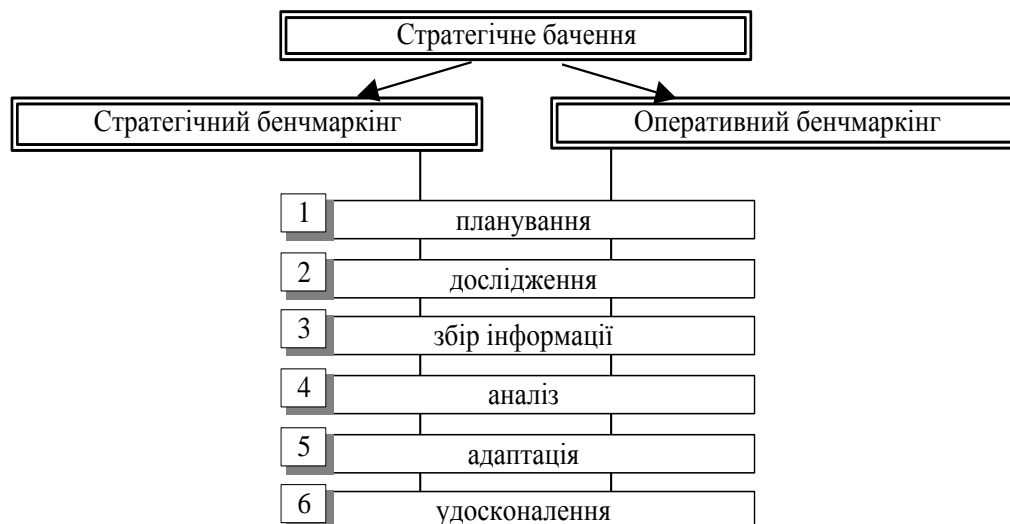 Стратегічне бачення
Стратегічний бенчмаркінг
Оперативний бенчмаркінг
1 планування
2 дослідження
3 збір інформації
4 аналіз
5 адаптація
6 удосконалення